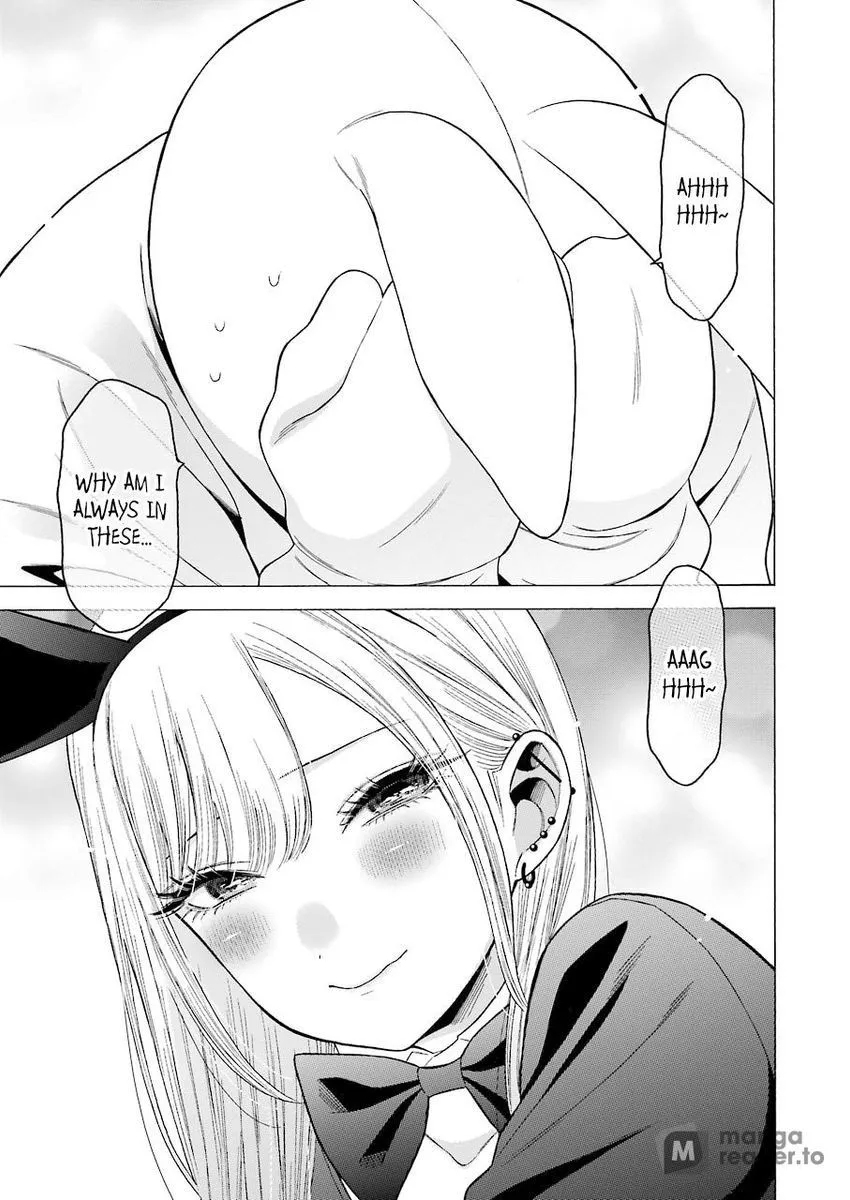 AHHH
HHH~
WHY AM I
ALWAYS IN
THESE...
AAAG
HHH~
M
manga
reader.to